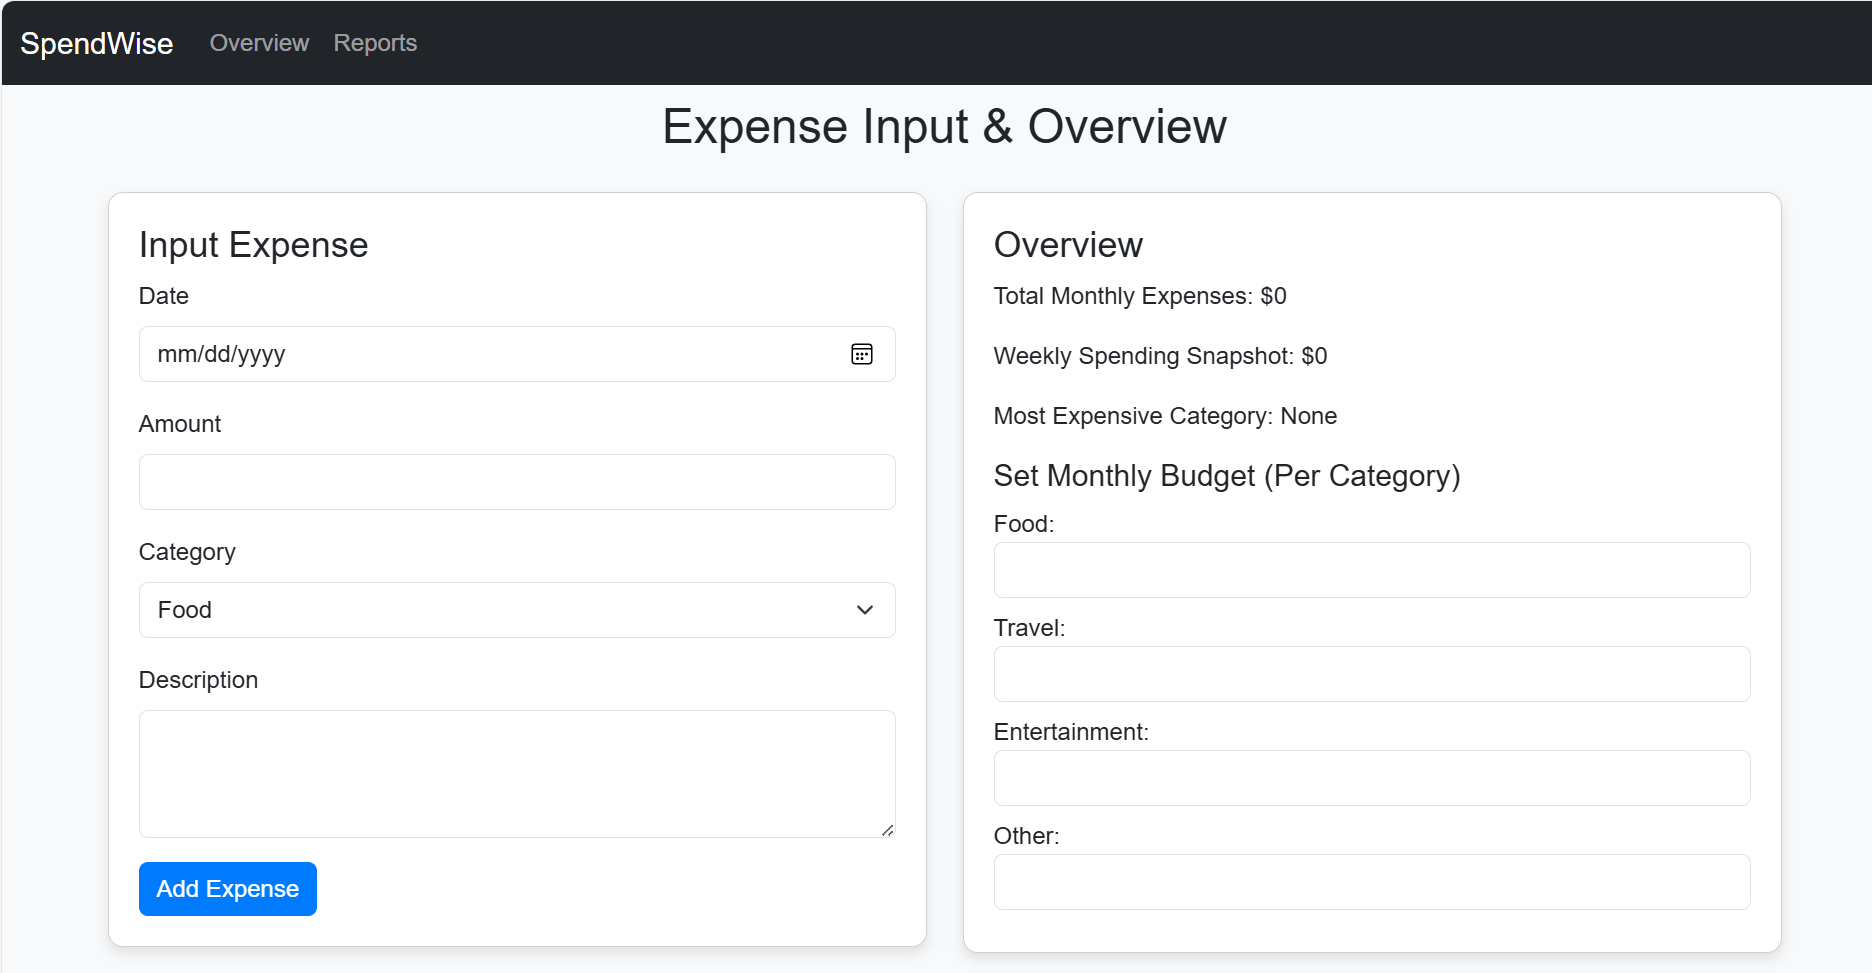 SpendWise Overview Reports
Expense Input & Overview
Input Expense
Date
mm/dd/yyyy
Amount
Category
Food
Description
Add Expense
Overview
Total Monthly Expenses: $0
Weekly Spending Snapshot: $0
Most Expensive Category: None
Set Monthly Budget (Per Category)
Food:
Travel:
Entertainment:
Other: